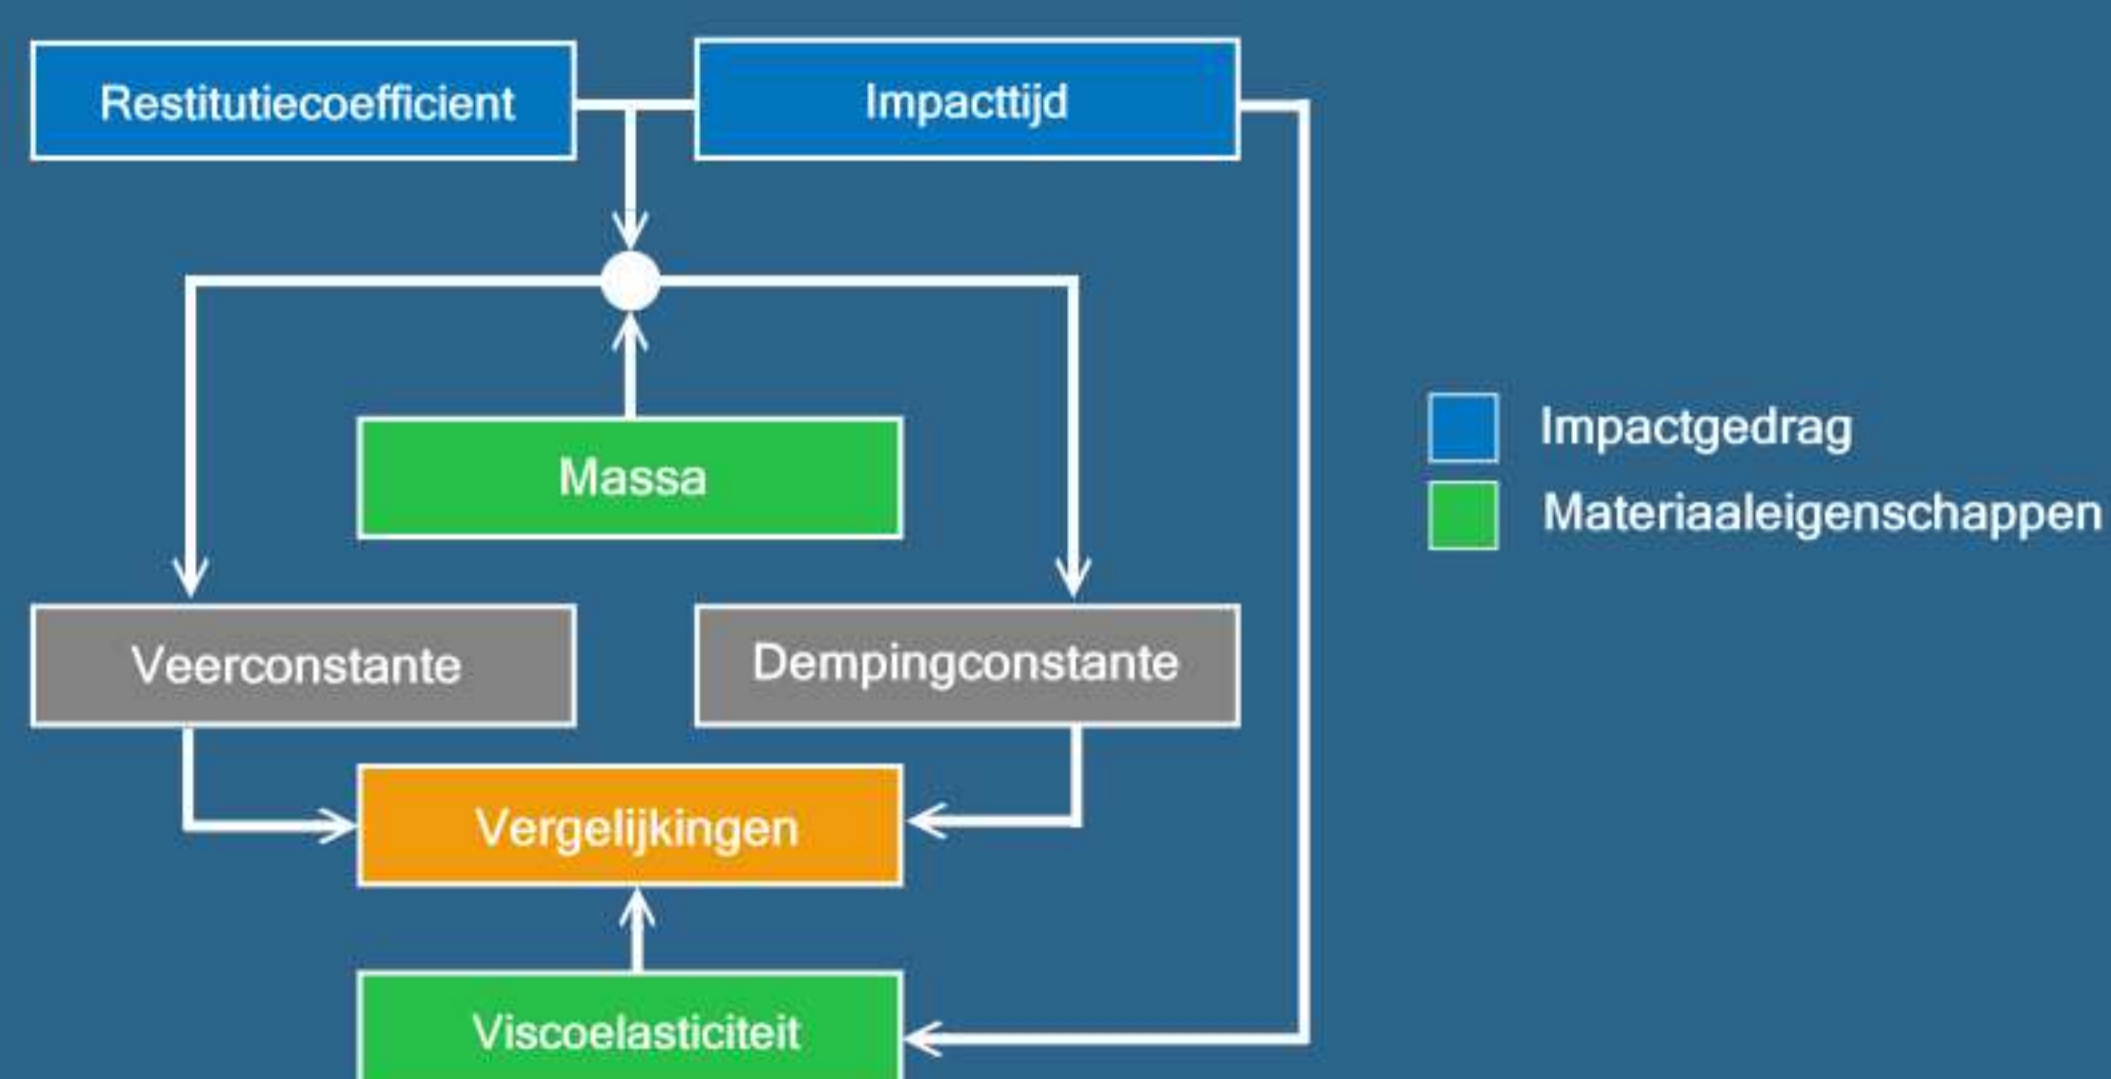 Restitutiecoefficient
Impacttijd
Massa
Veerconstante
Dempingconstante
Vergelijkingen
Viscoelasticiteit
Impactgedrag
Materiaaleigenschappen